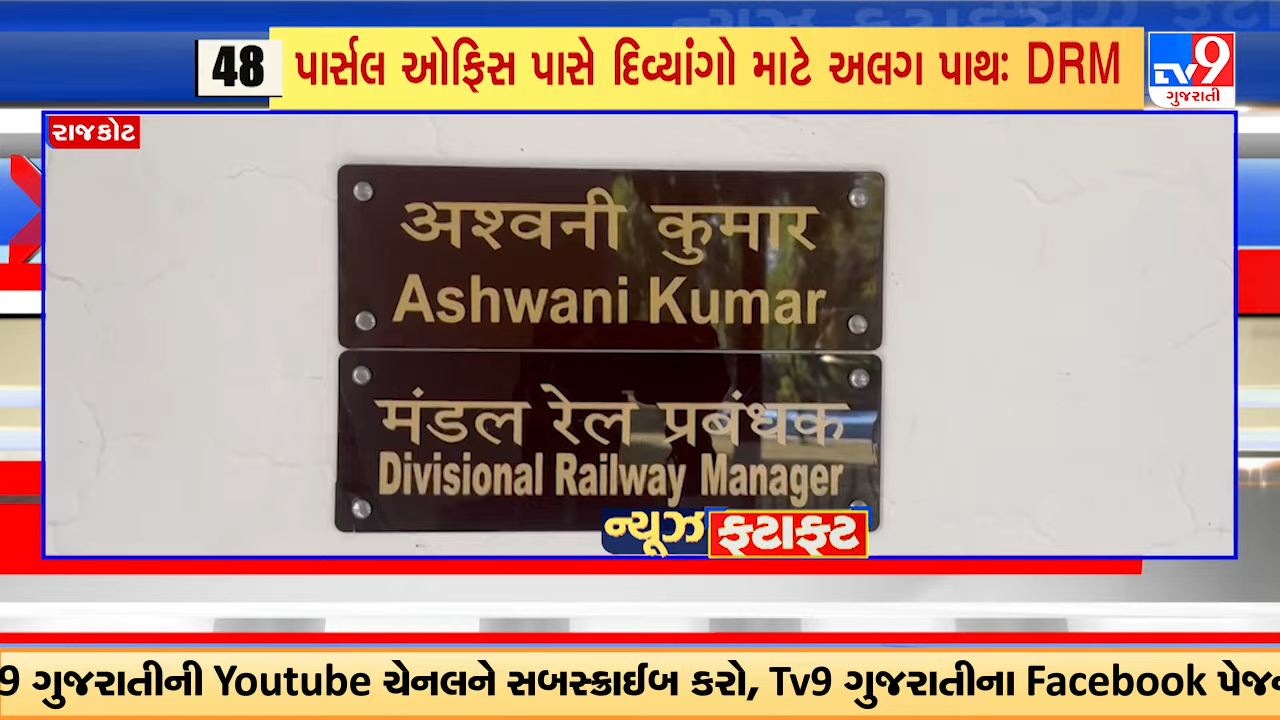 48 પાર્સલ ઓફિસ પાસે દિવ્યાંગો માટે અલગ પાથઃ DRM
TV9
ગુજરાતી
રાજકોટ
अश्वनी कुमार
Ashwani Kumar
मंडल रेल प्रबंधक
Divisional Railway Manager
ન્યૂઝ ફટાફટ
9 ગુજરાતીની Youtube ચેનલને સબસ્ક્રાઈબ કરો, Tv9 ગુજરાતીના Facebook